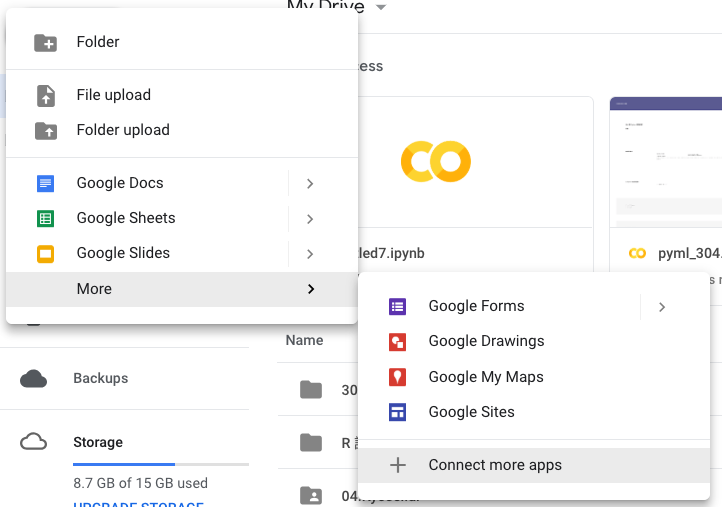 My Drive
Folder
File upload
Folder upload
Google Docs
Google Sheets
Google Slides
More
led7.ipynb
pyml_304.
Google Forms
Google Drawings
Google My Maps
Google Sites
Connect more apps
Name
30
R
Backups
Storage
8.7 GB of 15 GB used
UPGRADE STORAGE